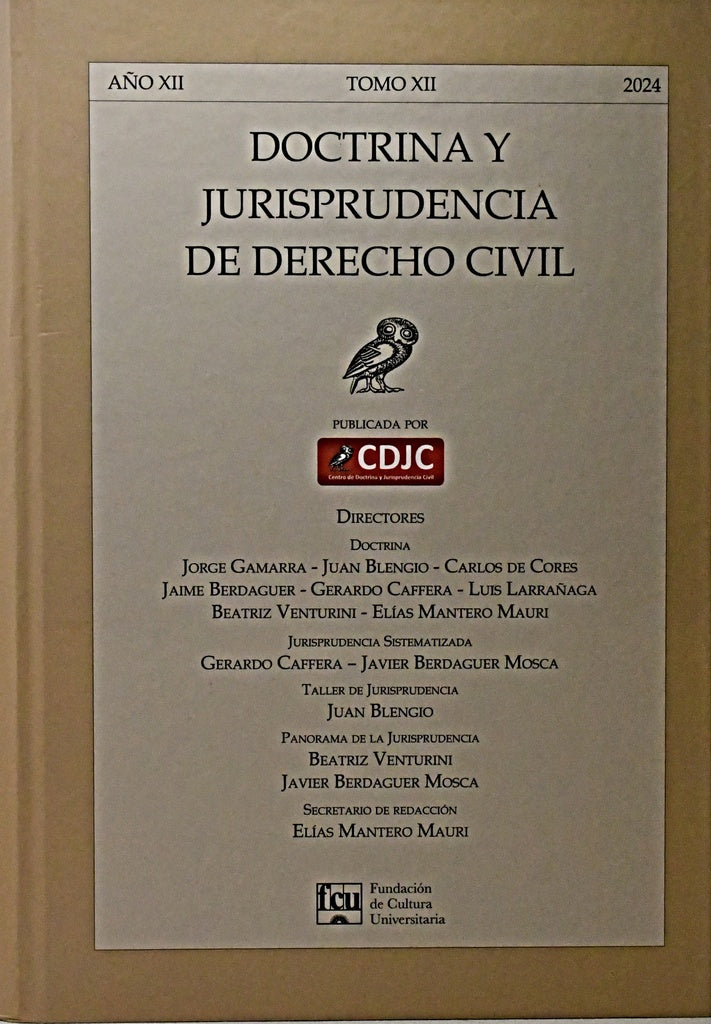 AÑO XII TOMO XII 2024
DOCTRINA Y
JURISPRUDENCIA
DE DERECHO CIVIL
PUBLICADA POR
CDJC
Centro de Doctrina y Jurisprudencia Civil
DIRECTORES
DOCTRINA
JORGE GAMARRA - JUAN BLENGIO - CARLOS DE CORES
JAIME BERDAGUER - GERARDO CAFFERA - LUIS LARRAÑAGA
BEATRIZ VENTURINI - ELÍAS MANTERO MAURI
JURISPRUDENCIA SISTEMATIZADA
GERARDO CAFFERA – JAVIER BERDAGUER MOSCA
TALLER DE JURISPRUDENCIA
JUAN BLENGIO
PANORAMA DE LA JURISPRUDENCIA
BEATRIZ VENTURINI
JAVIER BERDAGUER MOSCA
SECRETARIO DE REDACCIÓN
ELÍAS MANTERO MAURI
fcu
Fundación
de Cultura
Universitaria